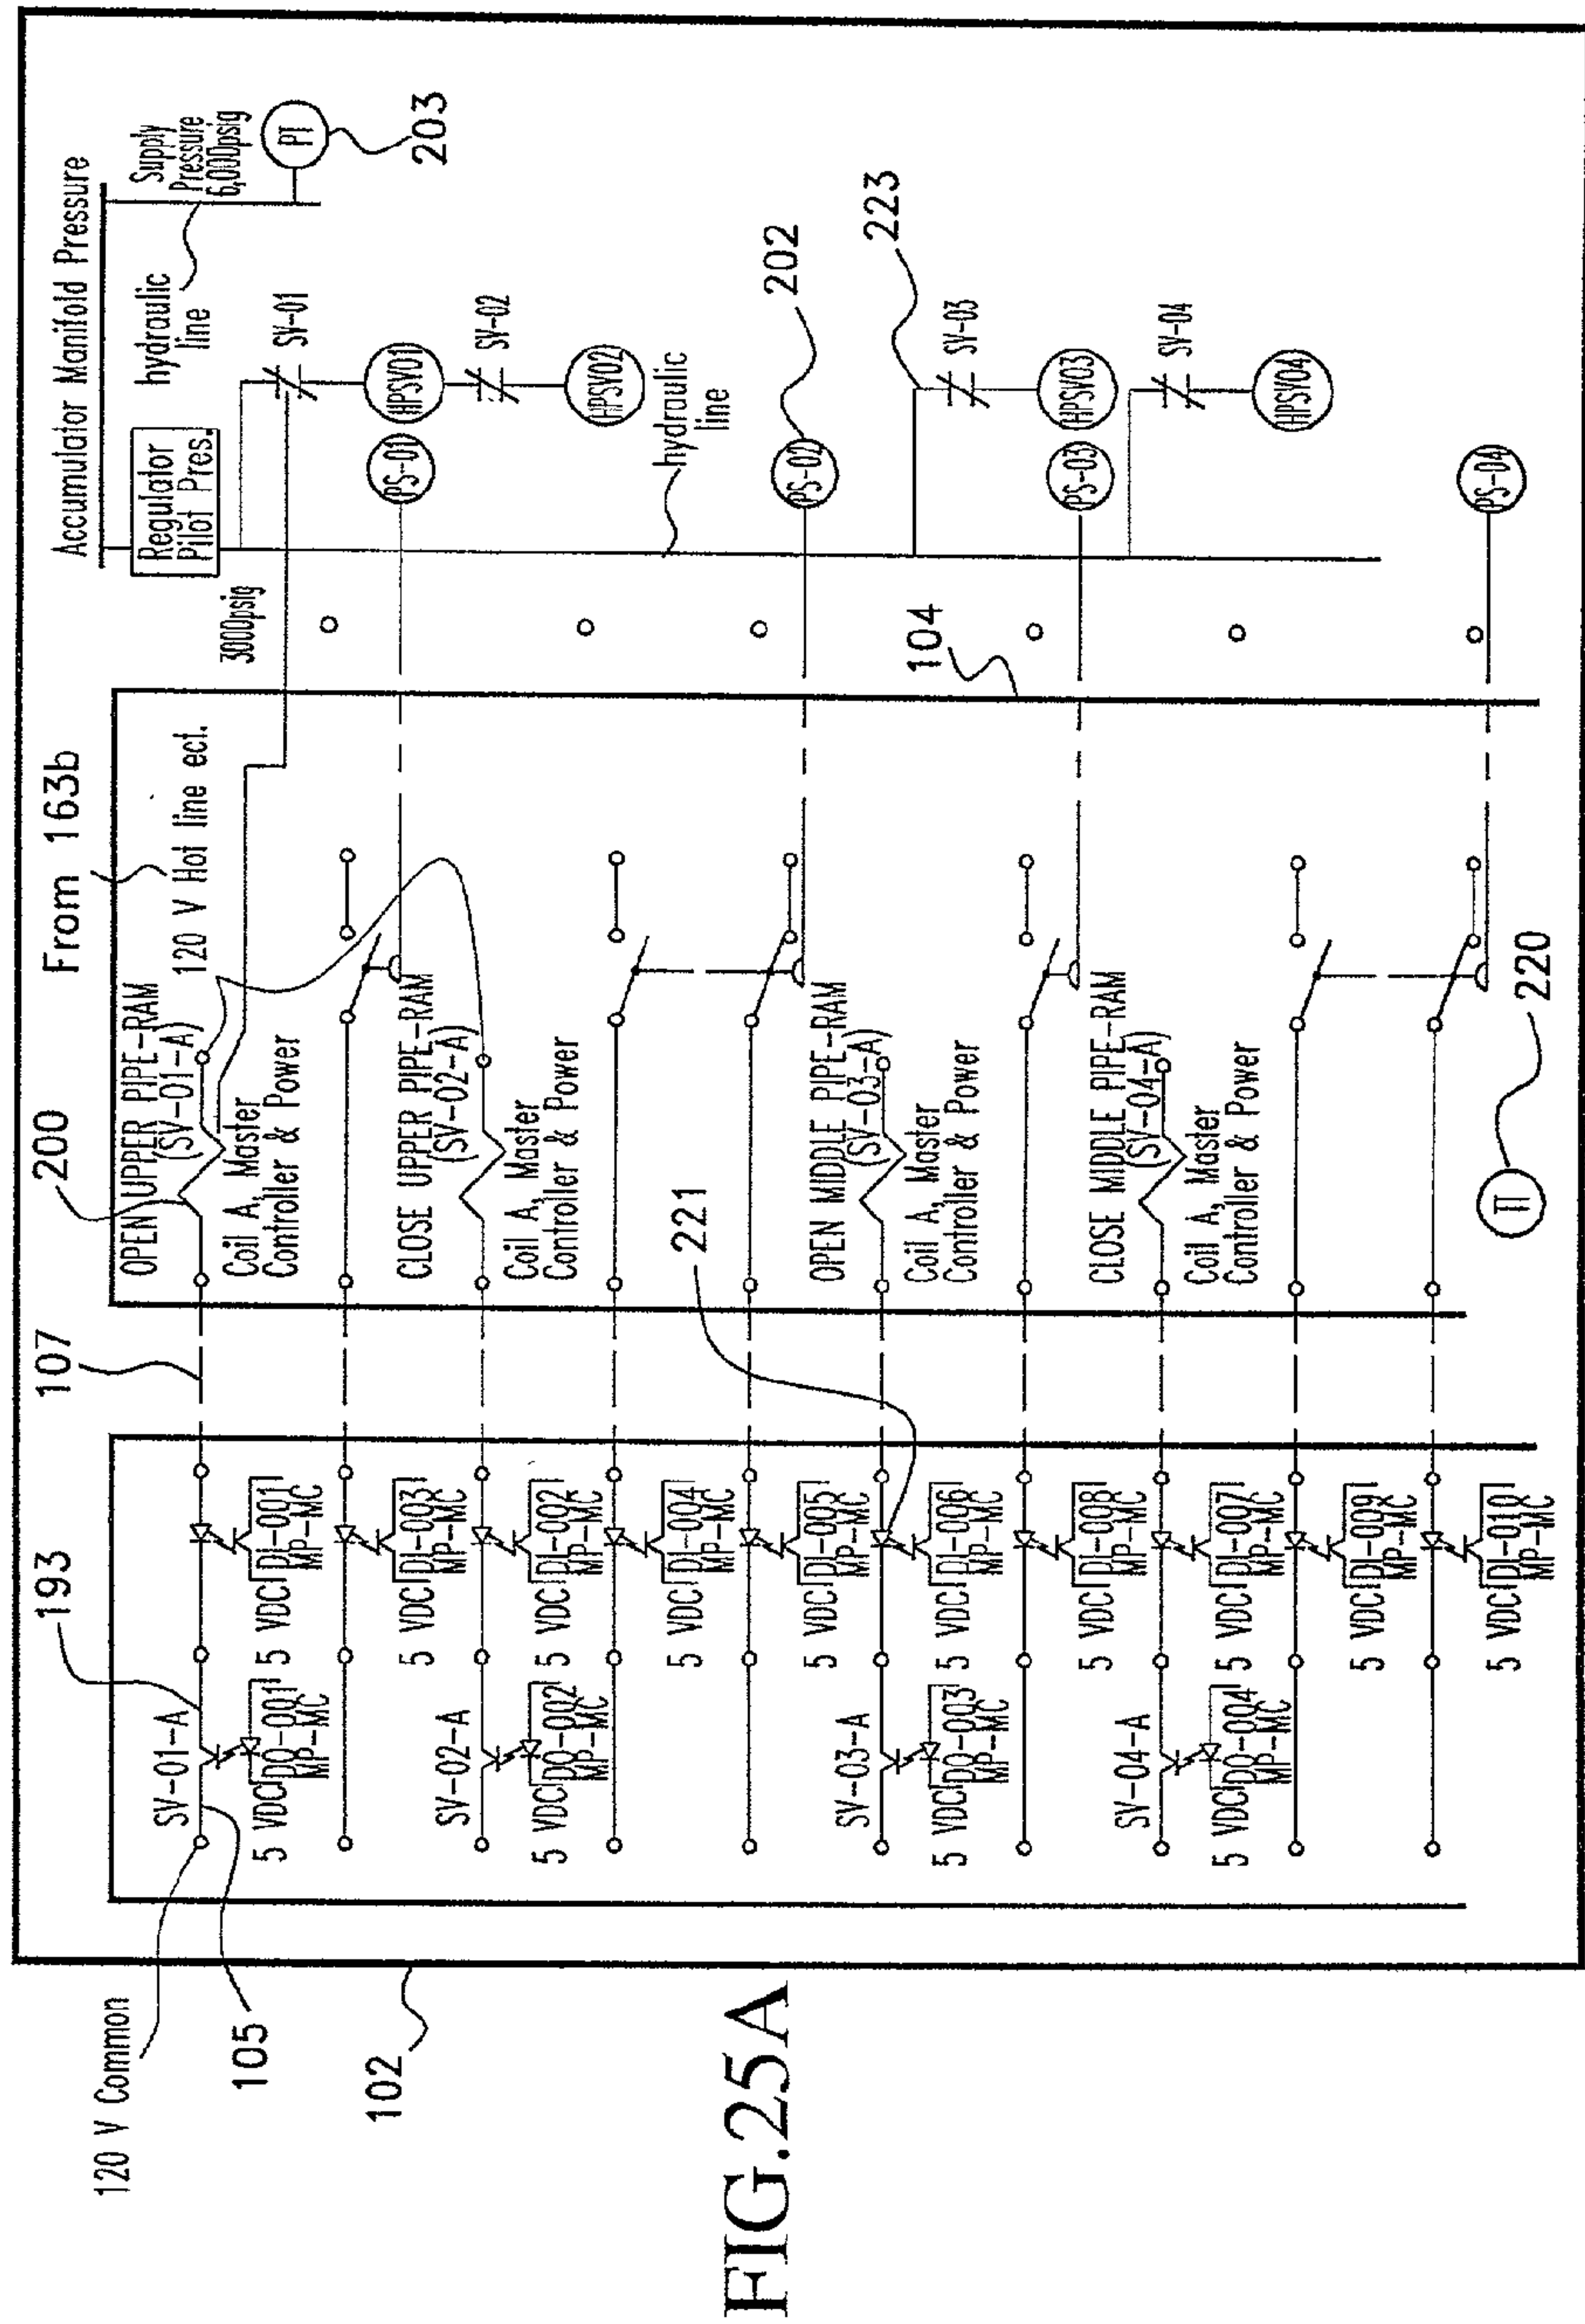 120 V Common
105
102
SV-01-A
193
107
5 VDC
DO-001
MP-MC
5 VDC
DI-001
MP-MC
5 VDC
DI-003
MP-MC
SV-02-A
5 VDC
DO-002
MP-MC
5 VDC
DI-002
MP-MC
5 VDC
DI-004
MP-MC
5 VDC
DI-005
MP-MC
SV-03-A
5 VDC
DO-003
MP-MC
5 VDC
DI-006
MP-MC
5 VDC
DI-008
MP-MC
SV-04-A
5 VDC
DO-004
MP-MC
5 VDC
DI-007
MP-MC
5 VDC
DI-009
MP-MC
5 VDC
DI-010
MP-MC
221
200
From 163b
120 V Hot line ect.
OPEN UPPER PIPE-RAM
(SV-01-A)
Coil A, Master
Controller & Power
CLOSE UPPER PIPE-RAM
(SV-02-A)
Coil A, Master
Controller & Power
OPEN MIDDLE PIPE-RAM
(SV-03-A)
Coil A, Master
Controller & Power
CLOSE MIDDLE PIPE-RAM
(SV-04-A)
Coil A, Master
Controller & Power
TI
220
104
Accumulator Manifold Pressure
Regulator
Pilot Pres.
3000psig
hydraulic
line
Supply
Pressure
6,000psig
PT
203
SV-01
HPSV01
PS-01
SV-02
HPSV02
hydraulic
line
PS-02
202
223
SV-03
HPSV03
PS-03
SV-04
HPSV04
PS-04
FIG.25A